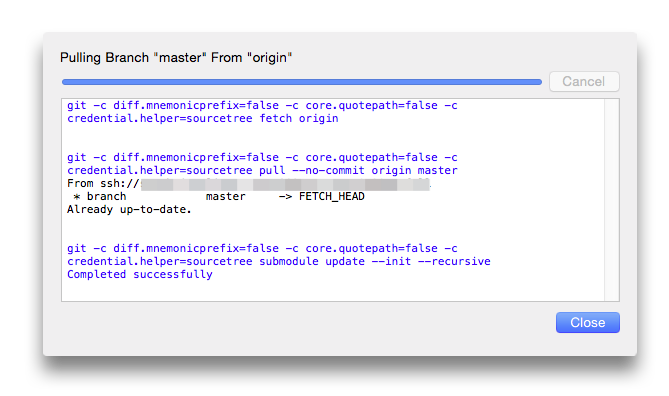 Pulling Branch "master" From "origin"
Cancel
git -c diff.mnemonicprefix=false -c core.quotepath=false -c
credential.helper=sourcetree fetch origin
git -c diff.mnemonicprefix=false -c core.quotepath=false -c
credential.helper=sourcetree pull --no-commit origin master
From ssh://
* branch master -> FETCH_HEAD
Already up-to-date.
git -c diff.mnemonicprefix=false -c core.quotepath=false -c
credential.helper=sourcetree submodule update --init --recursive
Completed successfully
Close